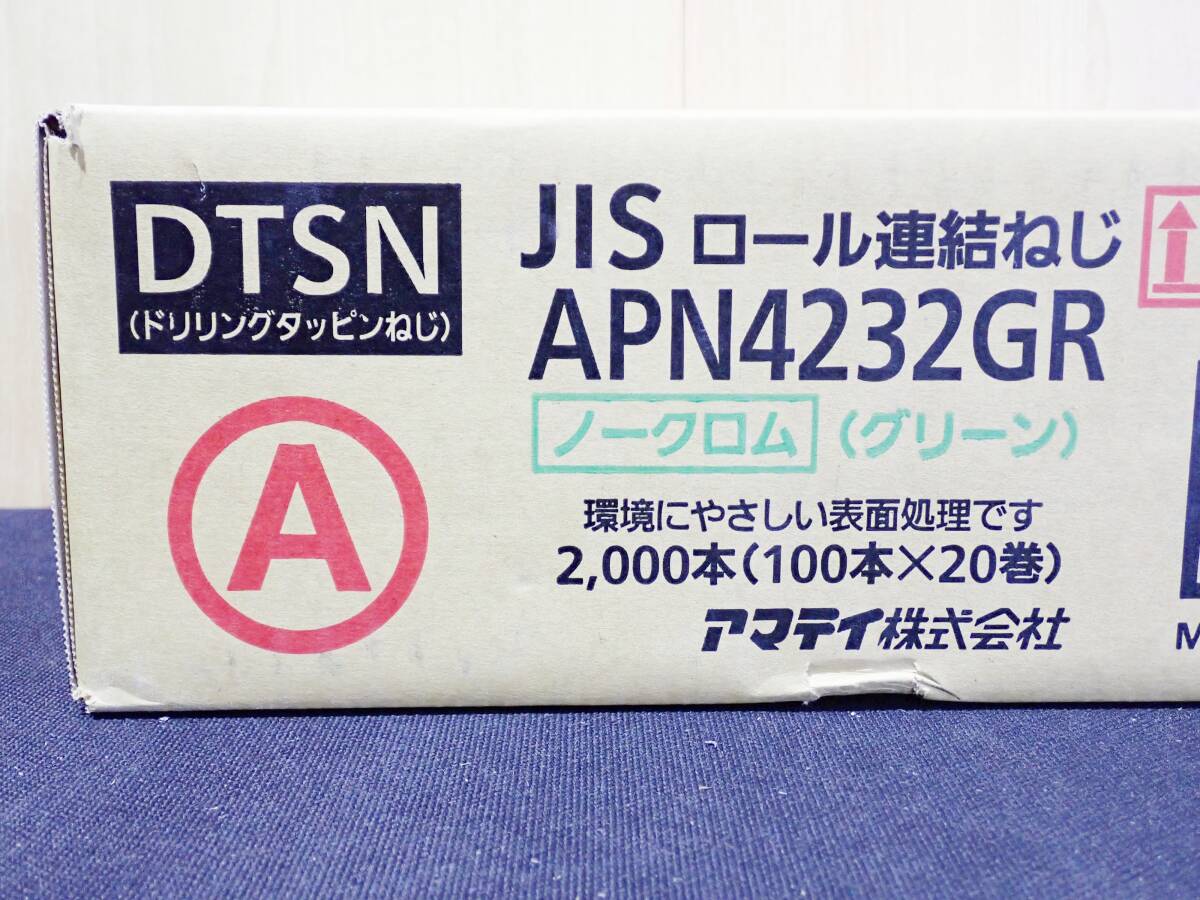 DTSN
(ドリリングタッピンねじ)
A
JIS ロール連結ねじ
APN4232GR
ノークロム (グリーン)
環境にやさしい表面処理です
2,000本(100本×20巻)
アマテイ株式会社
M